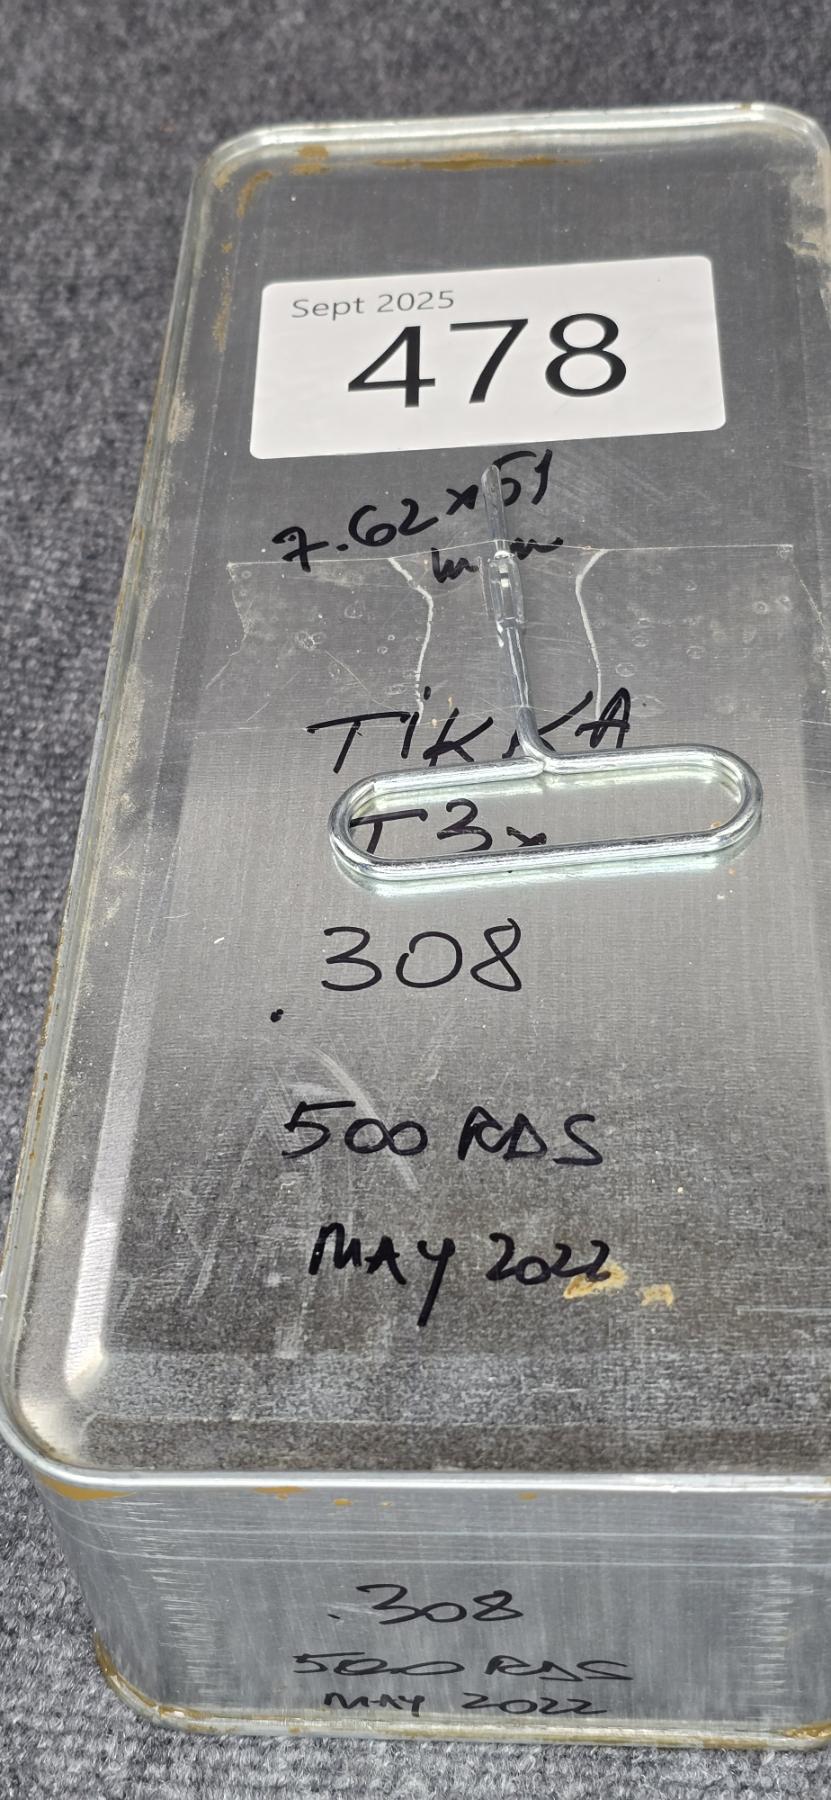 Sept 2025
478
7.62x51
mm
TIKKA
T3x
.308
500 RDS
MAY 2022
.308
500 RDS
MAY 2022